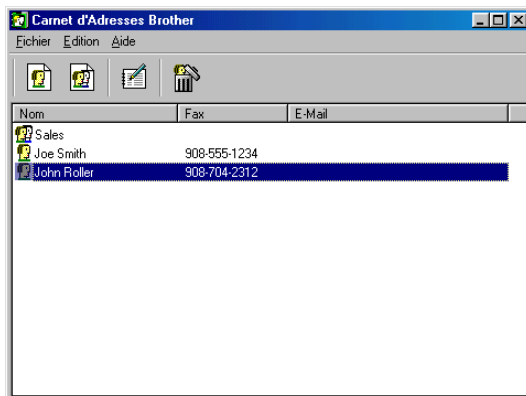 Carnet d'Adresses Brother
Fichier Edition Aide
Nom Fax E-Mail
Sales
Joe Smith 908-555-1234
John Roller 908-704-2312